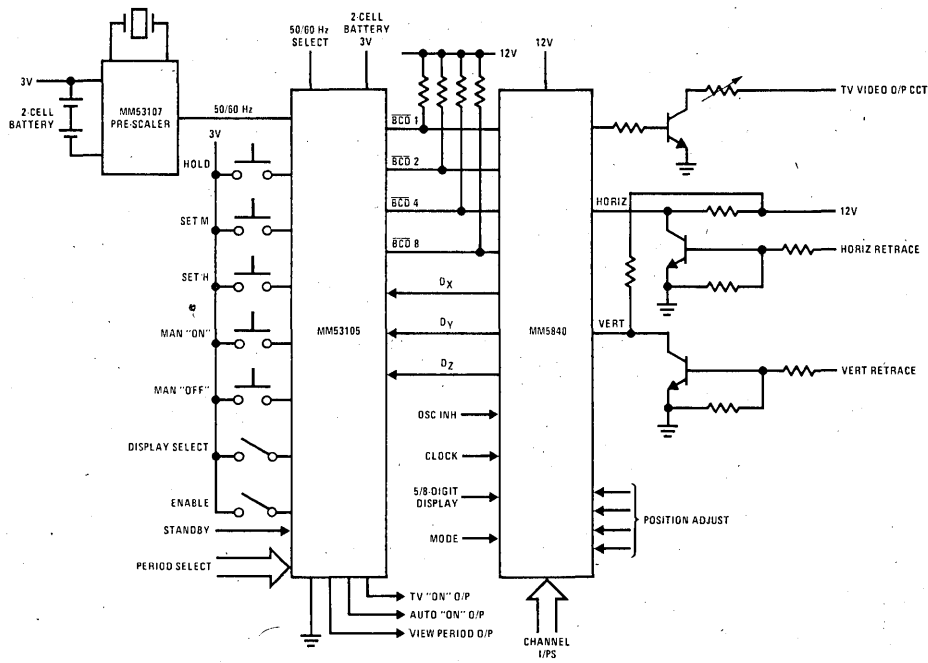 50/60 Hz
SELECT
2-CELL
BATTERY
3V
12V
12V
3V
2-CELL
BATTERY
MM53107
PRE-SCALER
50/60 Hz
3V
HOLD
SET M
SET H
MAN "ON"
MAN "OFF"
DISPLAY SELECT
ENABLE
STANDBY
PERIOD SELECT
MM53105
BCD 1
BCD 2
BCD 4
BCD 8
DX
DY
DZ
OSC INH
CLOCK
5/8-DIGIT
DISPLAY
MODE
MM5840
HORIZ
VERT
TV VIDEO O/P CCT
12V
HORIZ RETRACE
VERT RETRACE
POSITION ADJUST
TV "ON" O/P
AUTO "ON" O/P
VIEW PERIOD O/P
CHANNEL
I/PS